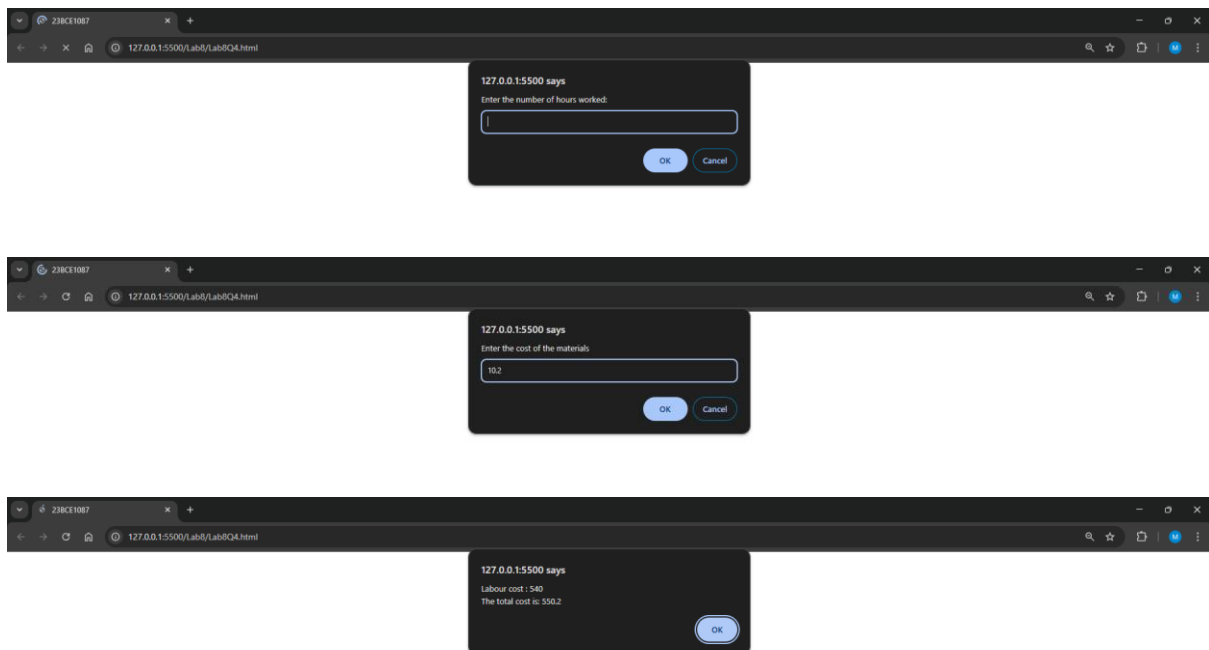 23BCE1087
127.0.0.1:5500/Lab8/Lab8Q4.html
M
127.0.0.1:5500 says
Enter the number of hours worked:
OK Cancel
23BCE1087
127.0.0.1:5500/Lab8/Lab8Q4.html
M
127.0.0.1:5500 says
Enter the cost of the materials
10.2
OK Cancel
23BCE1087
127.0.0.1:5500/Lab8/Lab8Q4.html
M
127.0.0.1:5500 says
Labour cost : 540
The total cost is: 550.2
OK